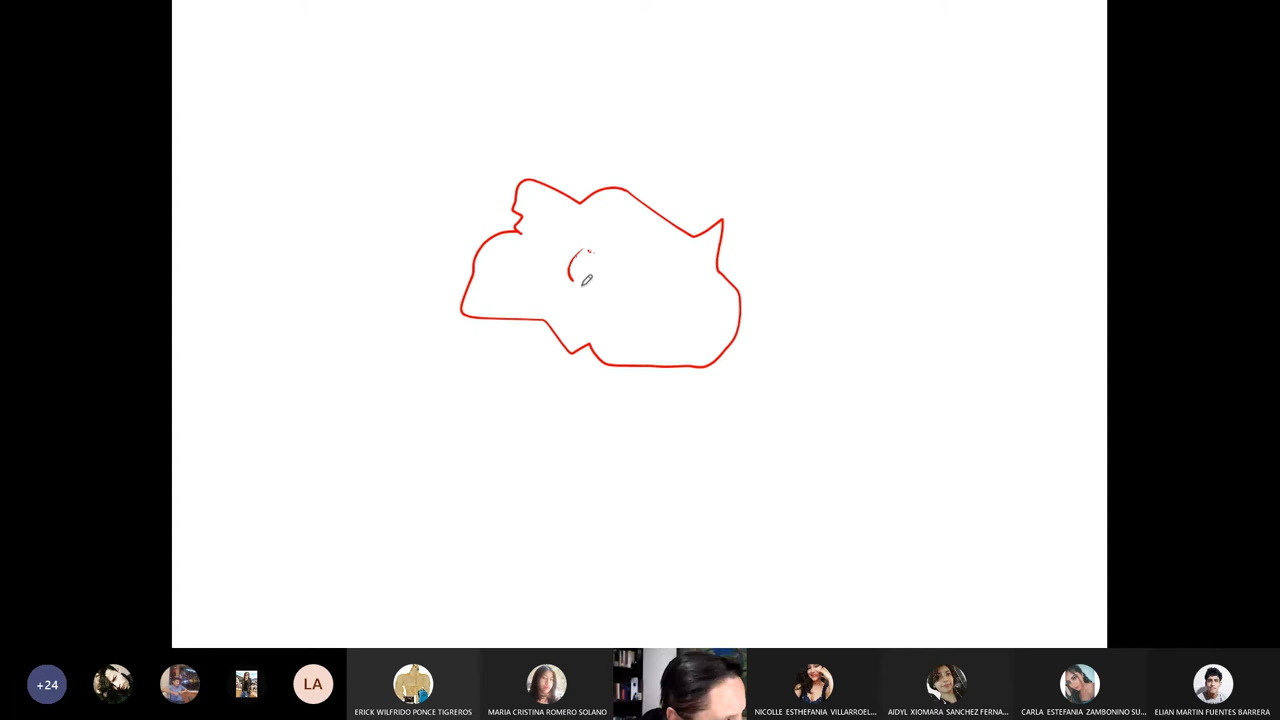 +24
LA
ERICK WILFRIDO PONCE TIGREROS
MARIA CRISTINA ROMERO SOLANO
NICOLLE ESTHEFANIA VILLARROEL...
AIDYL XIOMARA SANCHEZ FERNA...
CARLA ESTEFANIA ZAMBONINO SU...
ELIAN MARTIN FUENTES BARRERA